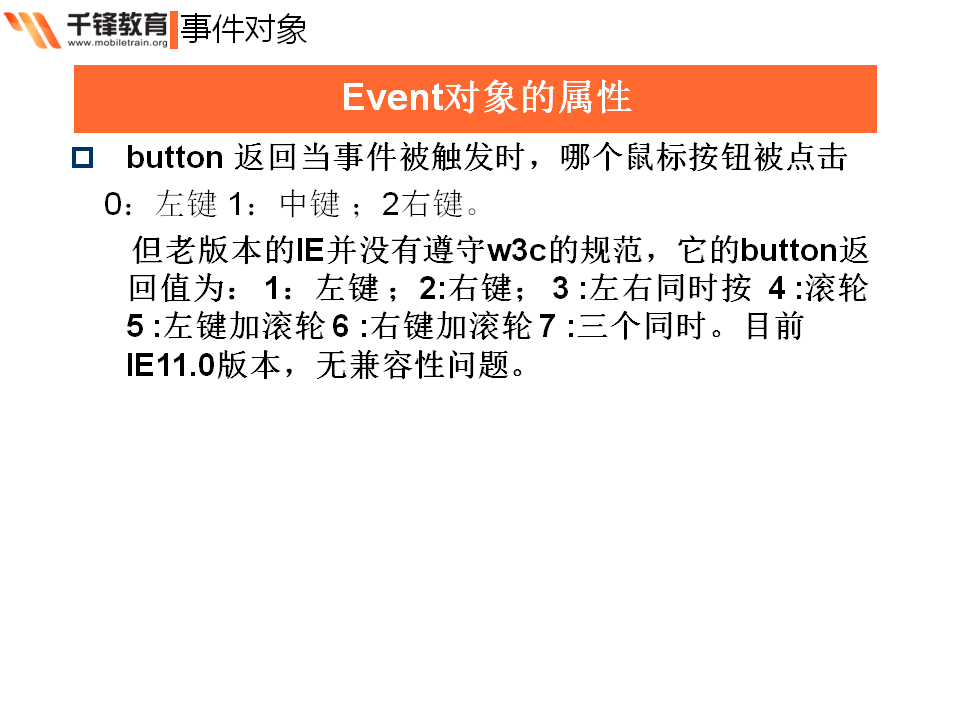 千锋教育 事件对象
www.mobiletrain.org
Event对象的属性
button 返回当事件被触发时，哪个鼠标按钮被点击
0：左键 1：中键 ；2右键。
但老版本的IE并没有遵守w3c的规范，它的button返
回值为： 1：左键 ；2:右键； 3 :左右同时按 4 :滚轮
5 :左键加滚轮 6 :右键加滚轮 7 :三个同时。目前
IE11.0版本，无兼容性问题。